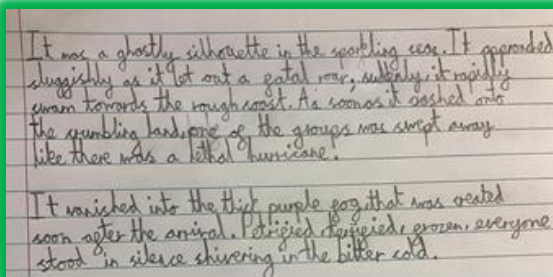 It was a ghostly silhouette in the sparkling seas. It approaded
sluggishly as it let out a fatal roar; suddenly, it rapidly
swam towards the rough coast. As soon as it dashed onto
the crumbling land, one of the groups was swept away
like there was a lethal hurricane.
It vanished into the thick purple fog that was created
soon after the arrival. Petrified, terrified, frozen, everyone
stood in silence shivering in the bitter cold.